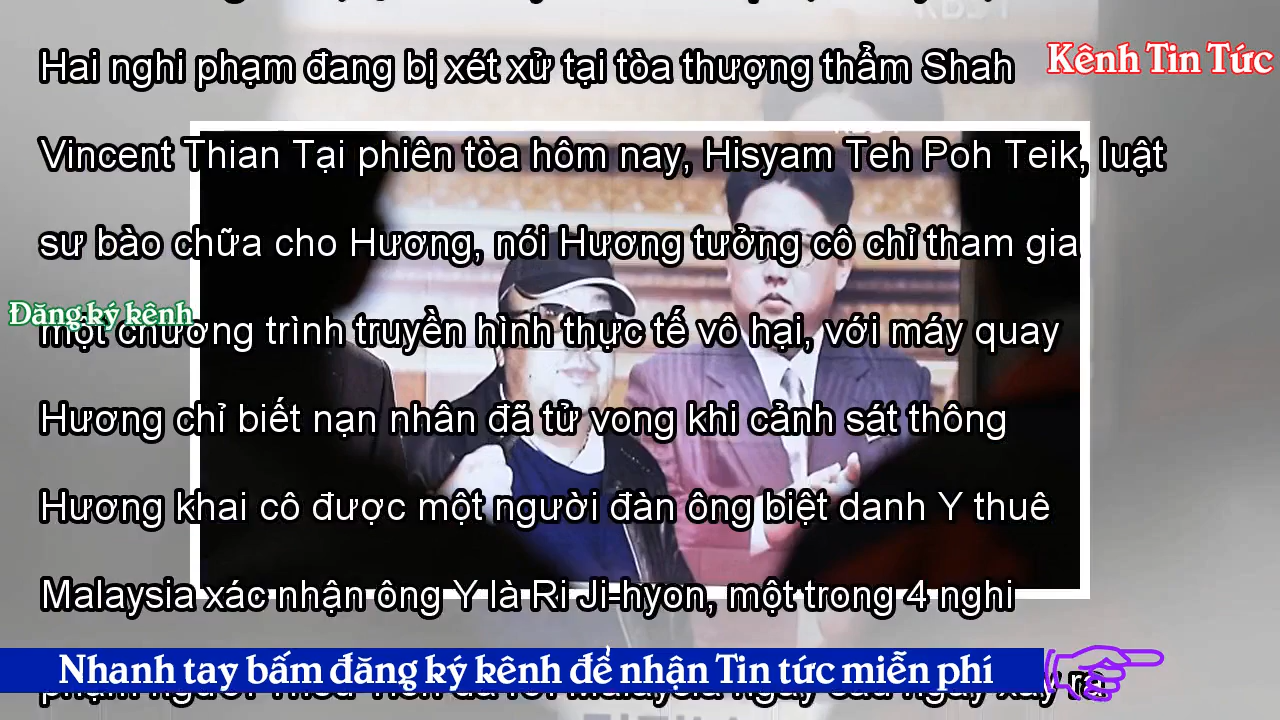 Hai nghi phạm đang bị xét xử tại tòa thượng thẩm Shah
Kênh Tin Tức
Vincent Thian Tại phiên tòa hôm nay, Hisyam Teh Poh Teik, luật
sư bào chữa cho Hương, nói Hương tưởng cô chỉ tham gia
Đăng ký kênh
một chương trình truyền hình thực tế vô hại, với máy quay
Hương chỉ biết nạn nhân đã tử vong khi cảnh sát thông
Hương khai cô được một người đàn ông biệt danh Y thuê
Malaysia xác nhận ông Y là Ri Ji-hyon, một trong 4 nghi
Nhanh tay bấm đăng ký kênh để nhận Tin tức miễn phí